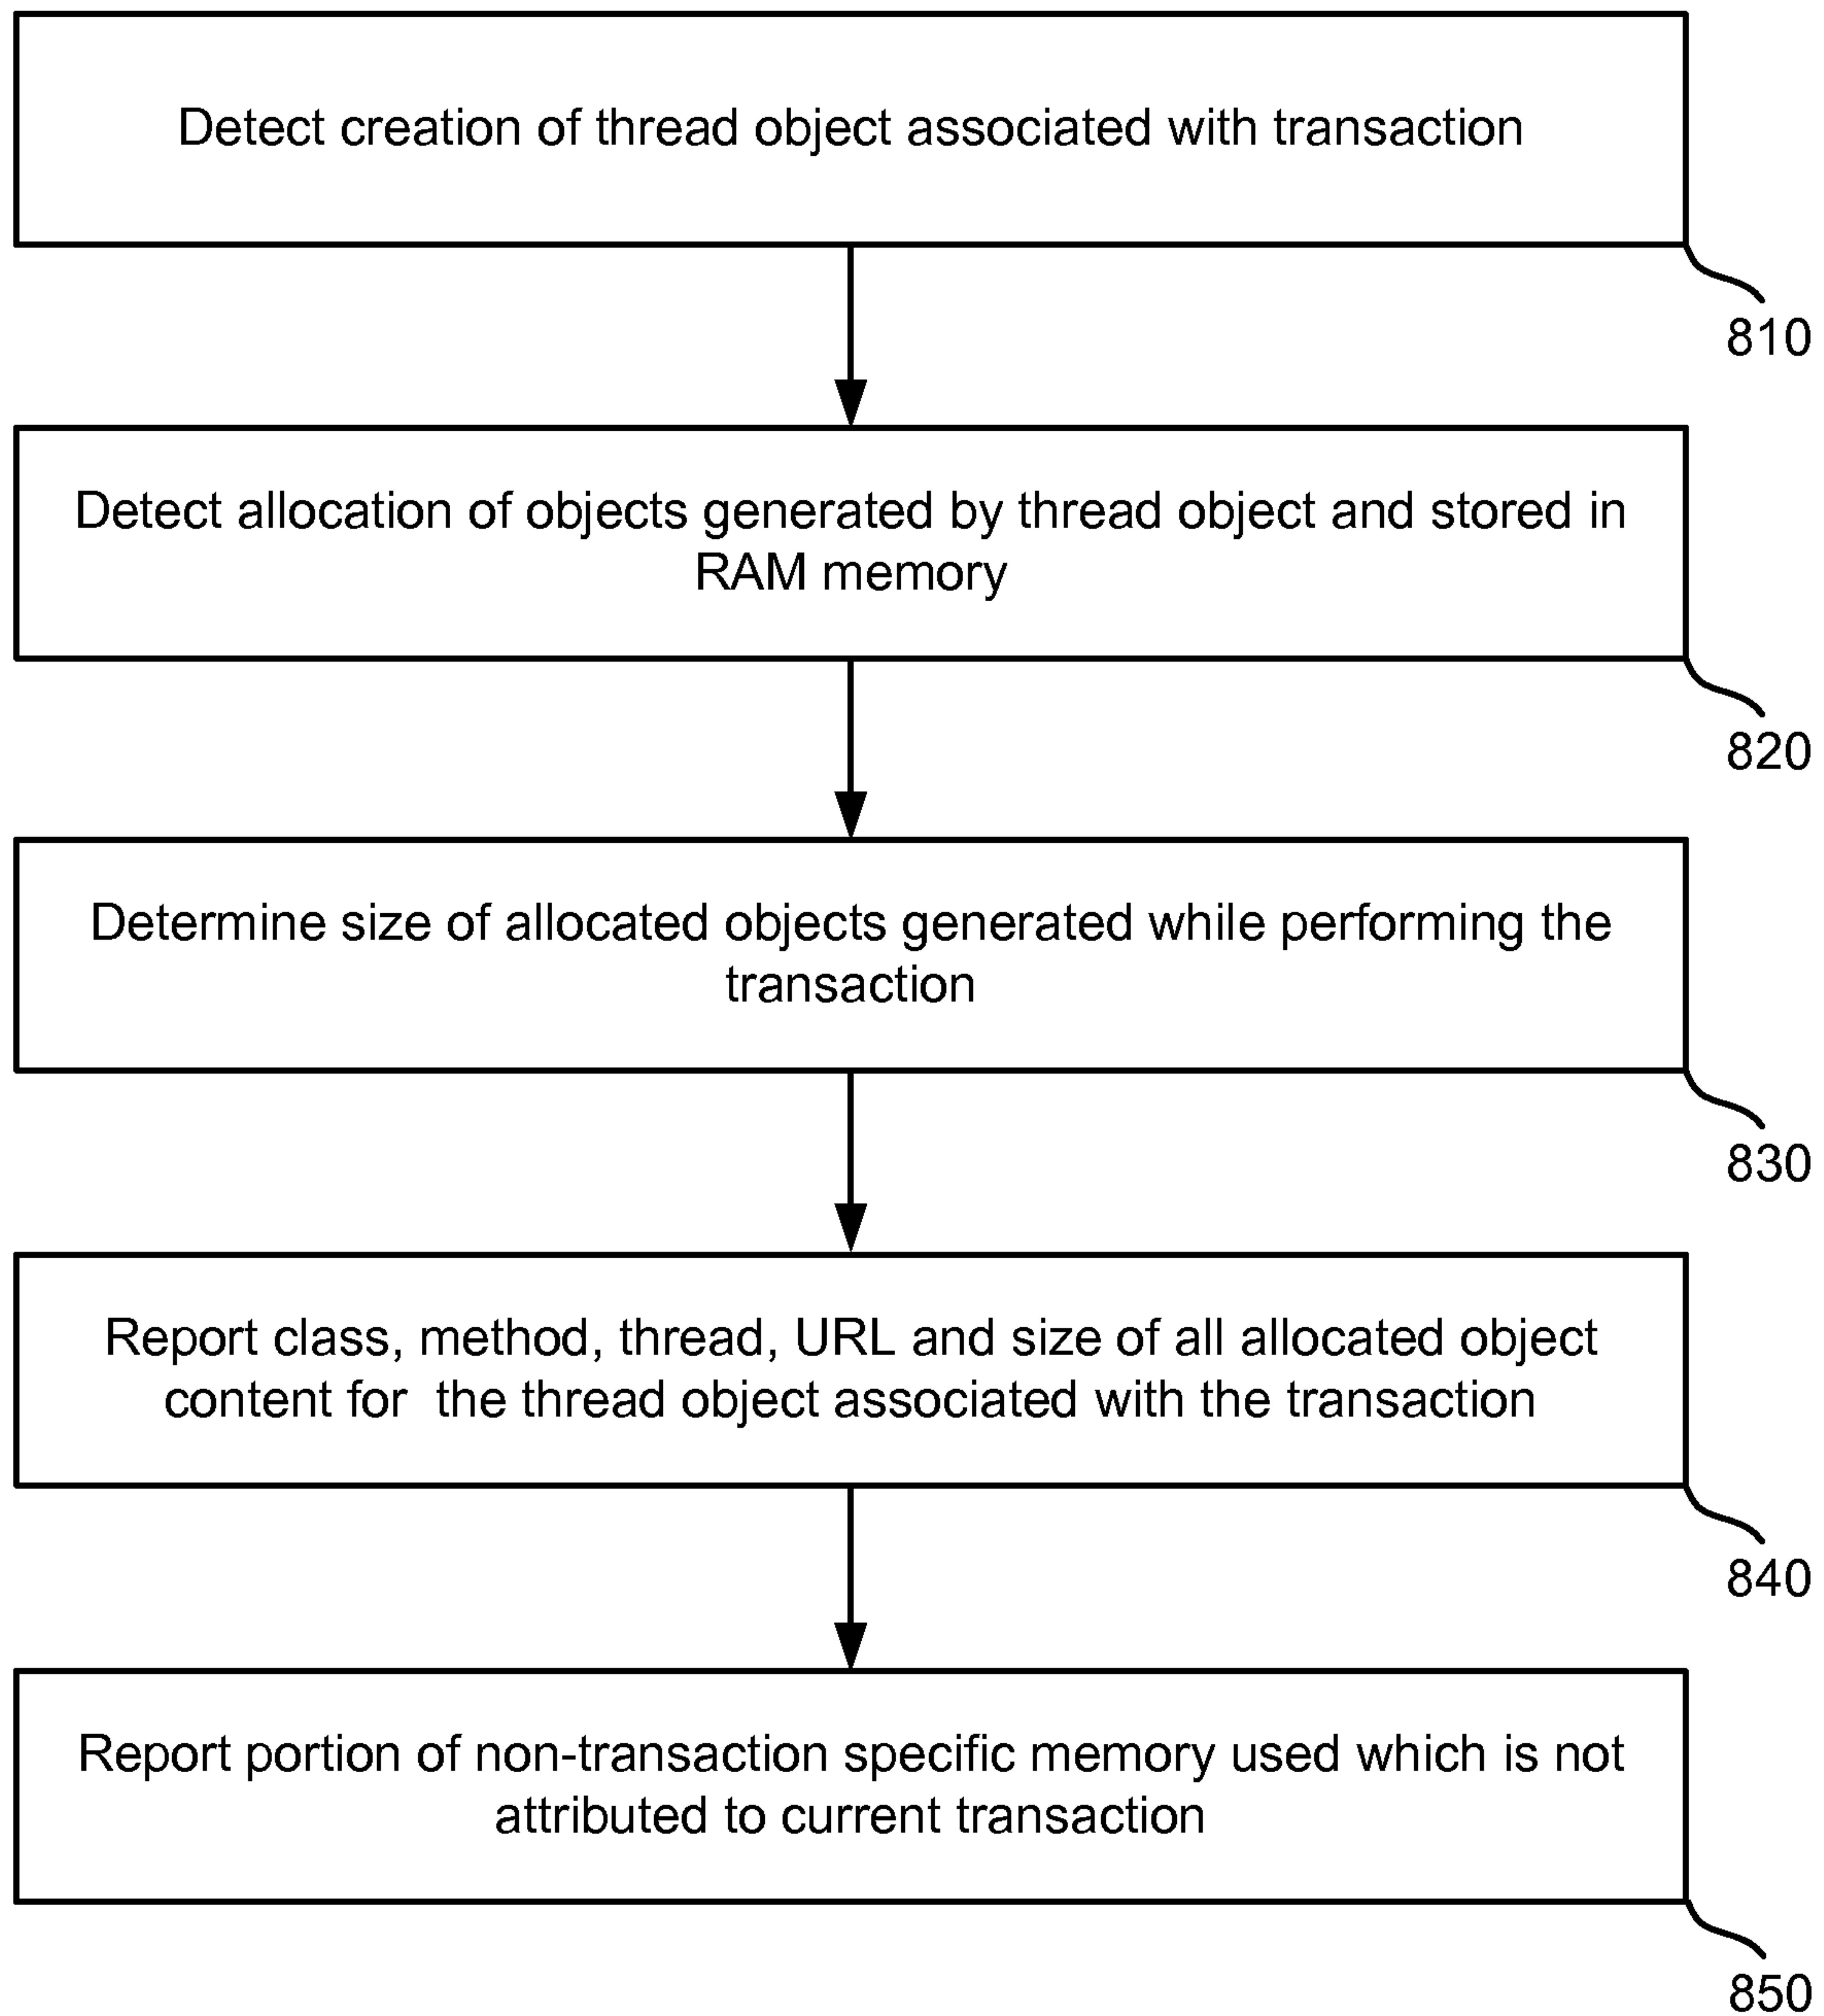 Detect creation of thread object associated with transaction
810
Detect allocation of objects generated by thread object and stored in
RAM memory
820
Determine size of allocated objects generated while performing the
transaction
830
Report class, method, thread, URL and size of all allocated object
content for  the thread object associated with the transaction
840
Report portion of non-transaction specific memory used which is not
attributed to current transaction
850